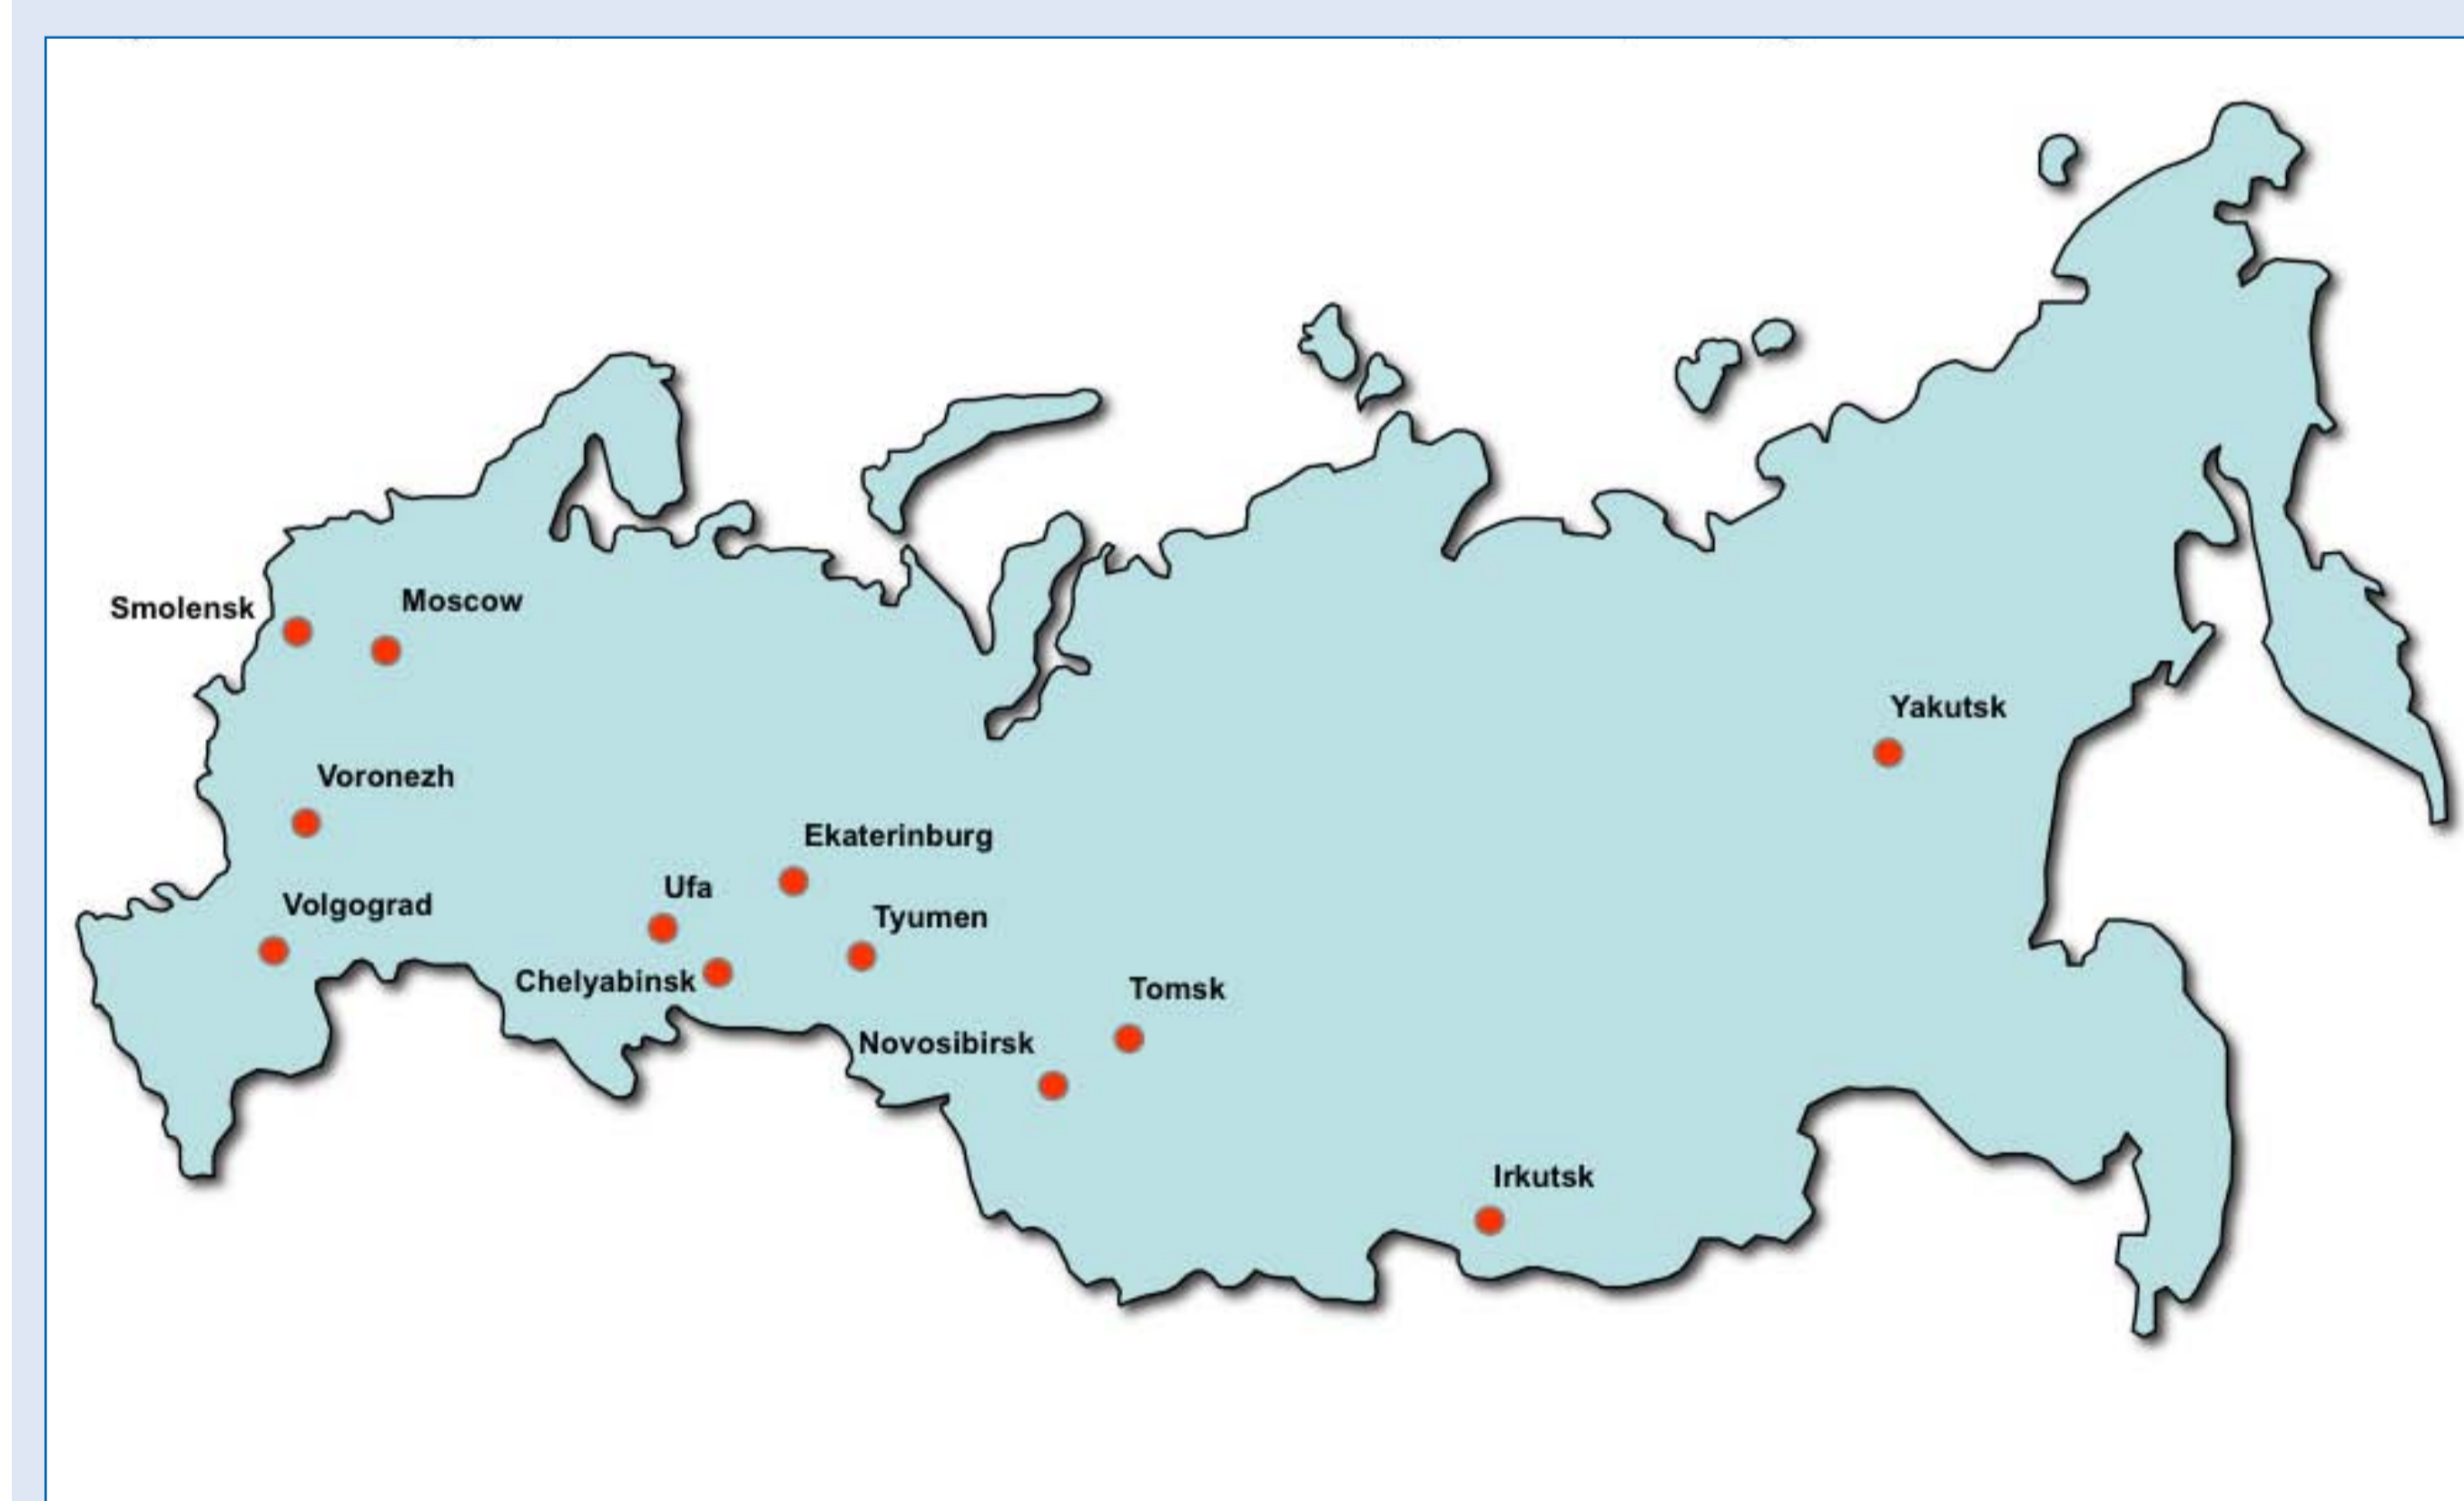 Moscow
Smolensk
Yakutsk
Voronezh
Ekaterinburg
Ufa
Volgograd
Tyumen
Chelyabinsk
Tomsk
Novosibirsk
Irkutsk